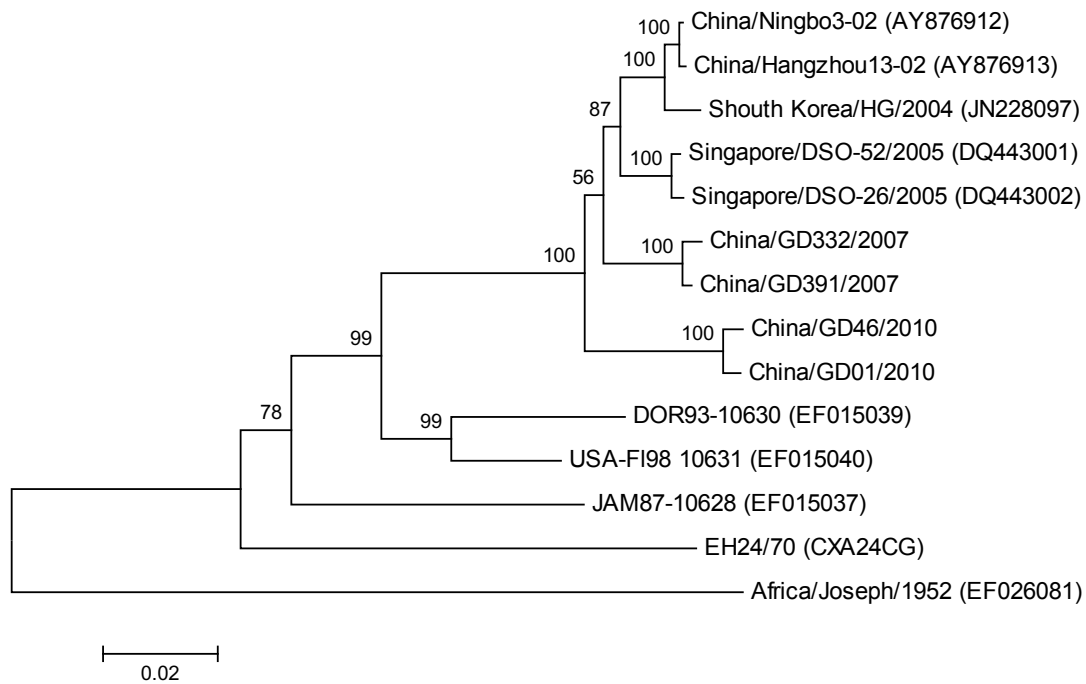 100
China/Ningbo3-02 (AY876912)
100
China/Hangzhou13-02 (AY876913)
87
Shouth Korea/HG/2004 (JN228097)
100
Singapore/DSO-52/2005 (DQ443001)
56
Singapore/DSO-26/2005 (DQ443002)
100
China/GD332/2007
100
China/GD391/2007
100
China/GD46/2010
99
China/GD01/2010
78
99
DOR93-10630 (EF015039)
USA-Fl98 10631 (EF015040)
JAM87-10628 (EF015037)
EH24/70 (CXA24CG)
Africa/Joseph/1952 (EF026081)
0.02